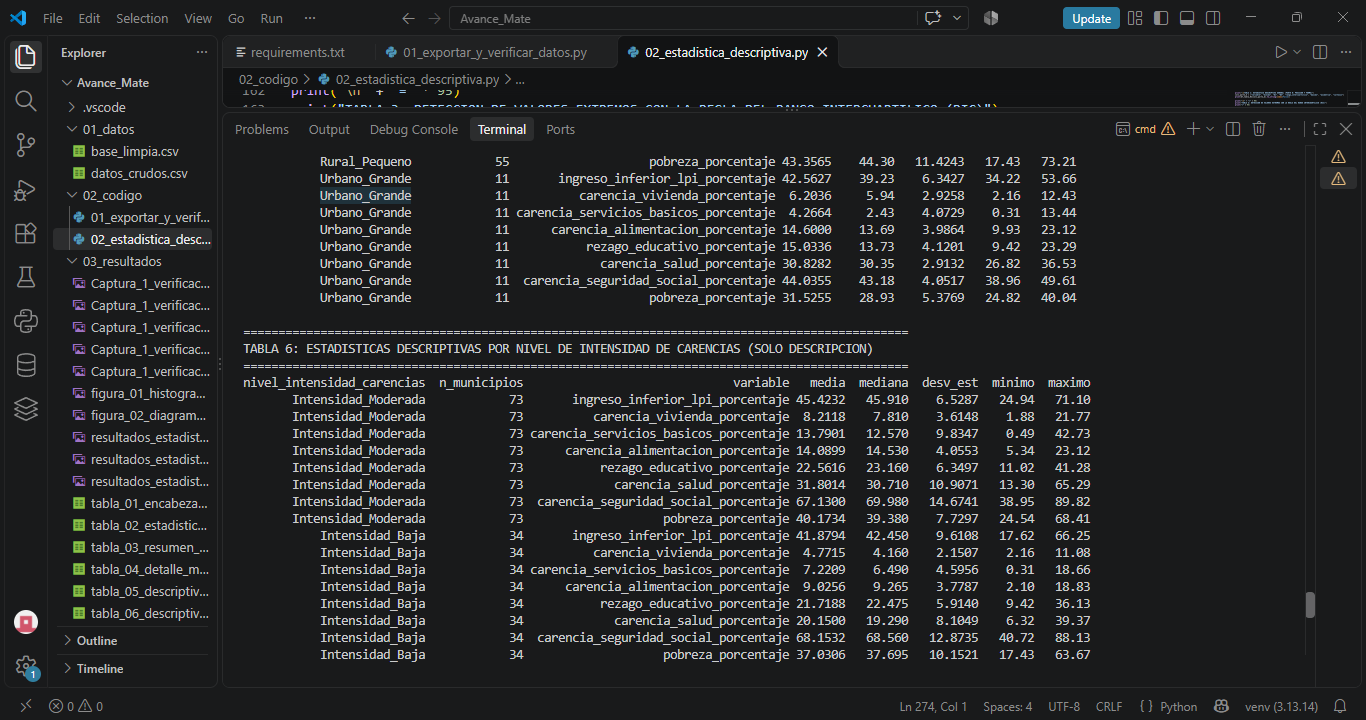 File Edit Selection View Go Run ··· Avance_Mate Update
Explorer ···
Avance_Mate
.vscode
01_datos
base_limpia.csv
datos_crudos.csv
02_codigo
01_exportar_y_verif...
02_estadistica_desc...
03_resultados
Captura_1_verificac...
Captura_1_verificac...
Captura_1_verificac...
Captura_1_verificac...
Captura_1_verificac...
figura_01_histogra...
figura_02_diagram...
resultados_estadist...
resultados_estadist...
resultados_estadist...
tabla_01_encabeza...
tabla_02_estadistic...
tabla_03_resumen_...
tabla_04_detalle_m...
tabla_05_descriptiv...
tabla_06_descriptiv...
Outline
Timeline
requirements.txt 01_exportar_y_verificar_datos.py 02_estadistica_descriptiva.py
02_codigo > 02_estadistica_descriptiva.py > ...
Problems Output Debug Console Terminal Ports cmd
Rural_Pequeno 55 pobreza_porcentaje 43.3565 44.30 11.4243 17.43 73.21
Urbano_Grande 11 ingreso_inferior_lpi_porcentaje 42.5627 39.23 6.3427 34.22 53.66
Urbano_Grande 11 carencia_vivienda_porcentaje 6.2036 5.94 2.9258 2.16 12.43
Urbano_Grande 11 carencia_servicios_basicos_porcentaje 4.2664 2.43 4.0729 0.31 13.44
Urbano_Grande 11 carencia_alimentacion_porcentaje 14.6000 13.69 3.9864 9.93 23.12
Urbano_Grande 11 rezago_educativo_porcentaje 15.0336 13.73 4.1201 9.42 23.29
Urbano_Grande 11 carencia_salud_porcentaje 30.8282 30.35 2.9132 26.82 36.53
Urbano_Grande 11 carencia_seguridad_social_porcentaje 44.0355 43.18 4.0517 38.96 49.61
Urbano_Grande 11 pobreza_porcentaje 31.5255 28.93 5.3769 24.82 40.04
===============================================================================================
TABLA 6: ESTADISTICAS DESCRIPTIVAS POR NIVEL DE INTENSIDAD DE CARENCIAS (SOLO DESCRIPCION)
===============================================================================================
nivel_intensidad_carencias n_municipios variable media mediana desv_est minimo maximo
Intensidad_Moderada 73 ingreso_inferior_lpi_porcentaje 45.4232 45.910 6.5287 24.94 71.10
Intensidad_Moderada 73 carencia_vivienda_porcentaje 8.2118 7.810 3.6148 1.88 21.77
Intensidad_Moderada 73 carencia_servicios_basicos_porcentaje 13.7901 12.570 9.8347 0.49 42.73
Intensidad_Moderada 73 carencia_alimentacion_porcentaje 14.0899 14.530 4.0553 5.34 23.12
Intensidad_Moderada 73 rezago_educativo_porcentaje 22.5616 23.160 6.3497 11.02 41.28
Intensidad_Moderada 73 carencia_salud_porcentaje 31.8014 30.710 10.9071 13.30 65.29
Intensidad_Moderada 73 carencia_seguridad_social_porcentaje 67.1300 69.980 14.6741 38.95 89.82
Intensidad_Moderada 73 pobreza_porcentaje 40.1734 39.380 7.7297 24.54 68.41
Intensidad_Baja 34 ingreso_inferior_lpi_porcentaje 41.8794 42.450 9.6108 17.62 66.25
Intensidad_Baja 34 carencia_vivienda_porcentaje 4.7715 4.160 2.1507 2.16 11.08
Intensidad_Baja 34 carencia_servicios_basicos_porcentaje 7.2209 6.490 4.5956 0.31 18.66
Intensidad_Baja 34 carencia_alimentacion_porcentaje 9.0256 9.265 3.7787 2.10 18.83
Intensidad_Baja 34 rezago_educativo_porcentaje 21.7188 22.475 5.9140 9.42 36.13
Intensidad_Baja 34 carencia_salud_porcentaje 20.1500 19.290 8.1049 6.32 39.37
Intensidad_Baja 34 carencia_seguridad_social_porcentaje 68.1532 68.560 12.8735 40.72 88.13
Intensidad_Baja 34 pobreza_porcentaje 37.0306 37.695 10.1521 17.43 63.67
1
0 0 Ln 274, Col 1 Spaces: 4 UTF-8 CRLF { } Python venv (3.13.14)